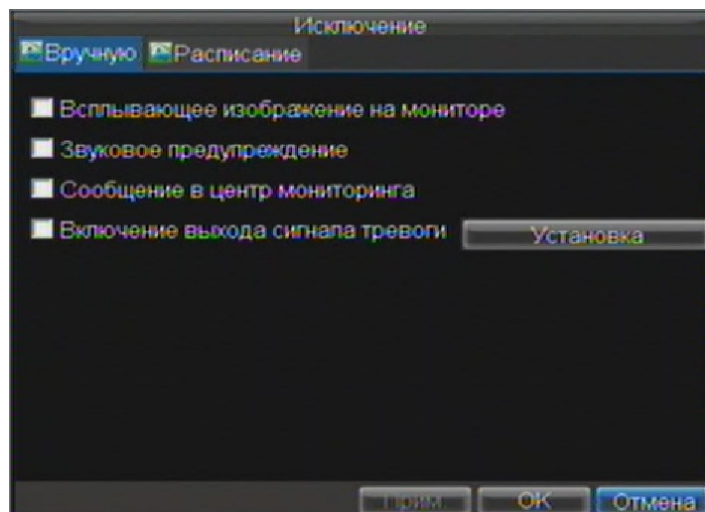 Исключение
Вручную Расписание
Всплывающее изображение на мониторе
Звуковое предупреждение
Сообщение в центр мониторинга
Включение выхода сигнала тревоги Установка
Прим. OK Отмена